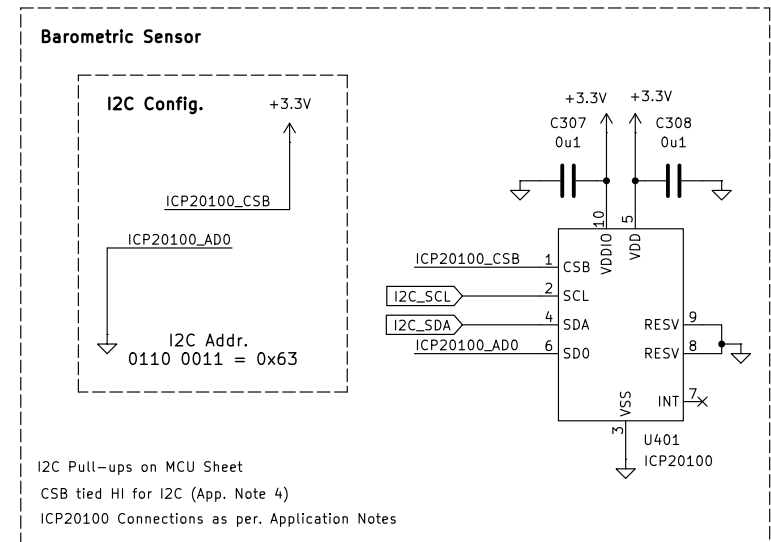 Barometric Sensor
I2C Config.
+3.3V
ICP20100_CSB
ICP20100_AD0
I2C Addr.
0110 0011 = 0x63
+3.3V
+3.3V
C307
0u1
C308
0u1
10
VDDIO
5
VDD
ICP20100_CSB
1
CSB
I2C_SCL
2
SCL
I2C_SDA
4
SDA
ICP20100_AD0
6
SDO
RESV
9
RESV
8
INT
7
VSS
3
U401
ICP20100
I2C Pull-ups on MCU Sheet
CSB tied HI for I2C (App. Note 4)
ICP20100 Connections as per. Application Notes